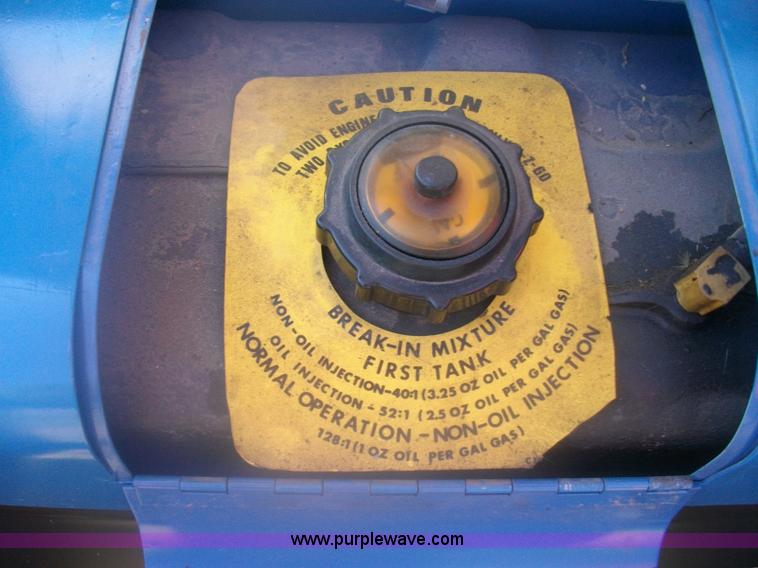 CAUTION
TO AVOID ENGINE
TWO E-Z-GO
BREAK-IN MIXTURE
FIRST TANK
NON-OIL INJECTION-40:1 (3.25 OZ OIL PER GAL GAS)
OIL INJECTION - 52:1 (2.5 OZ OIL PER GAL GAS)
NORMAL OPERATION - NON-OIL INJECTION
128:1 (1 OZ OIL PER GAL GAS)
www.purplewave.com